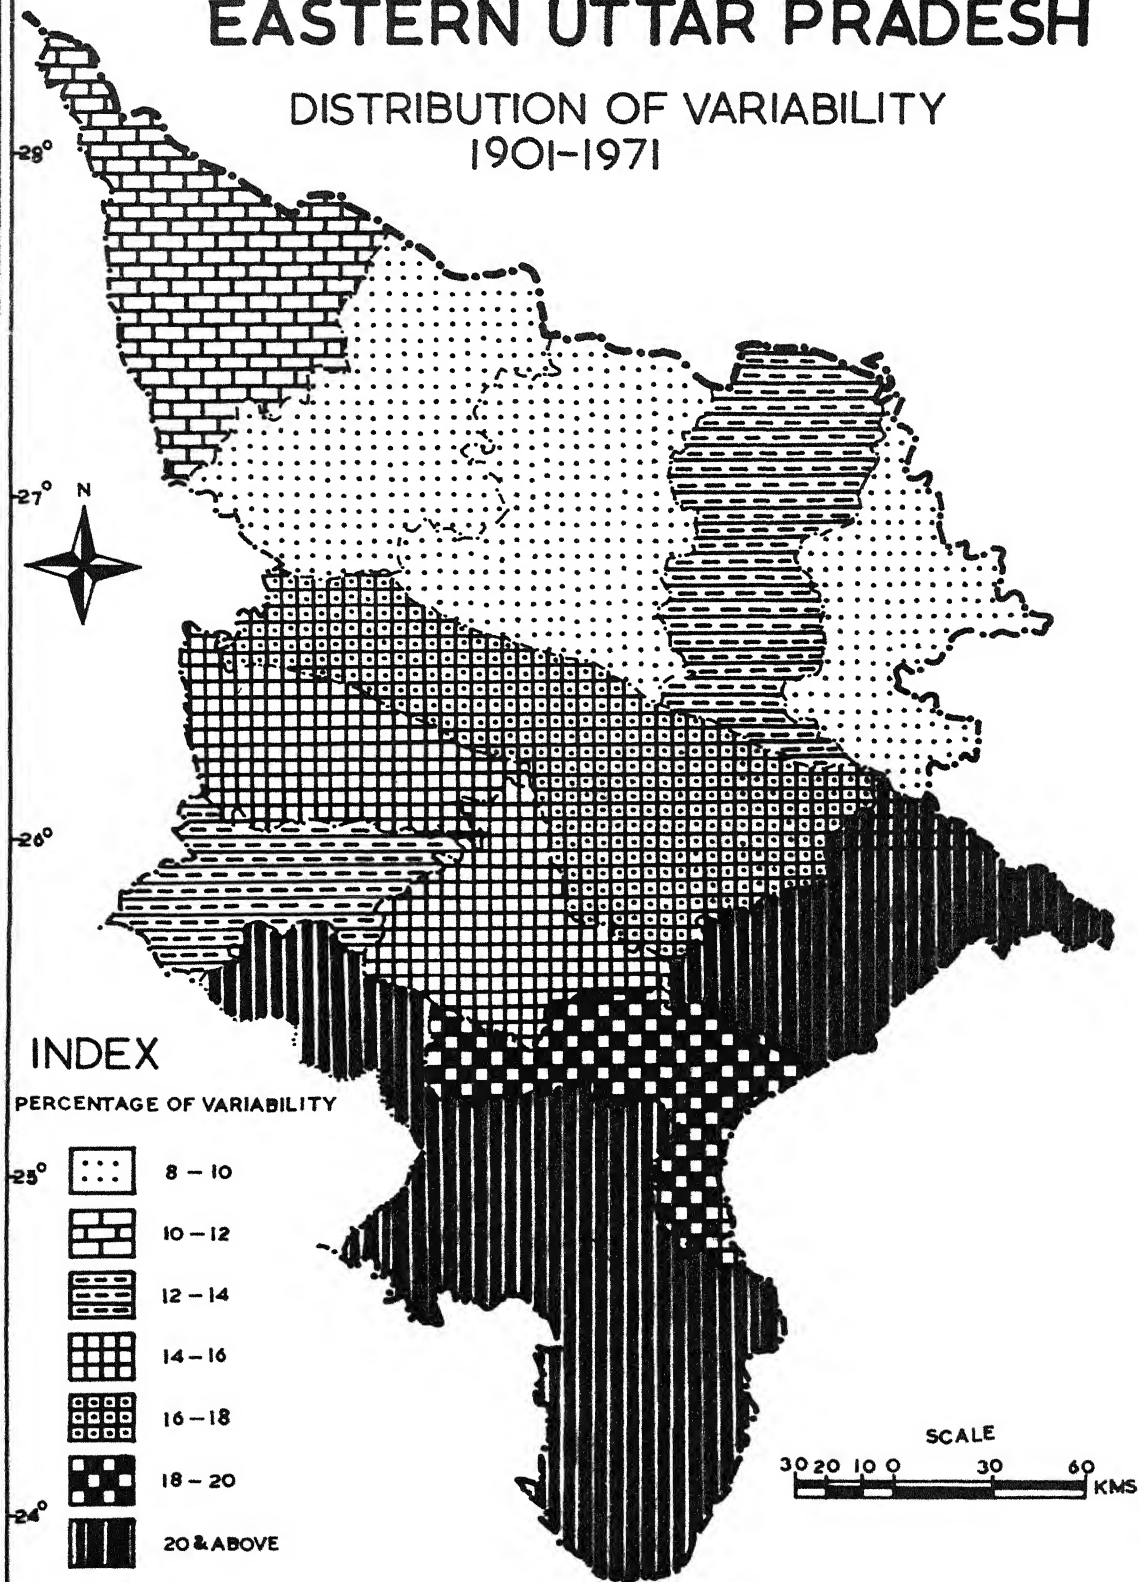 EASTERN UTTAR PRADESH
DISTRIBUTION OF VARIABILITY
1901-1971
28°
27°
N
26°
INDEX
PERCENTAGE OF VARIABILITY
25°
8 - 10
10 - 12
12 - 14
14 - 16
16 - 18
18 - 20
24°
20 & ABOVE
SCALE
30 20 10 0 30 60
KMS